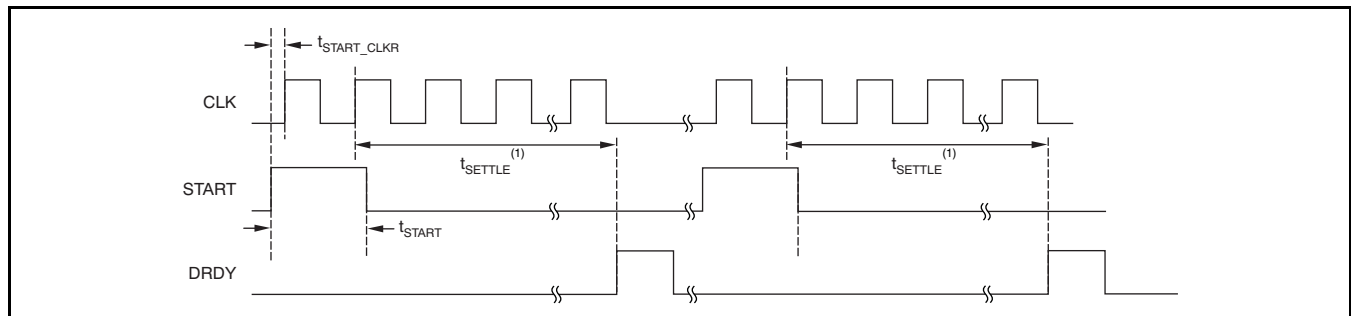 tSTART_CLKR
CLK
tSETTLE(1)
tSETTLE(1)
START
tSTART
DRDY